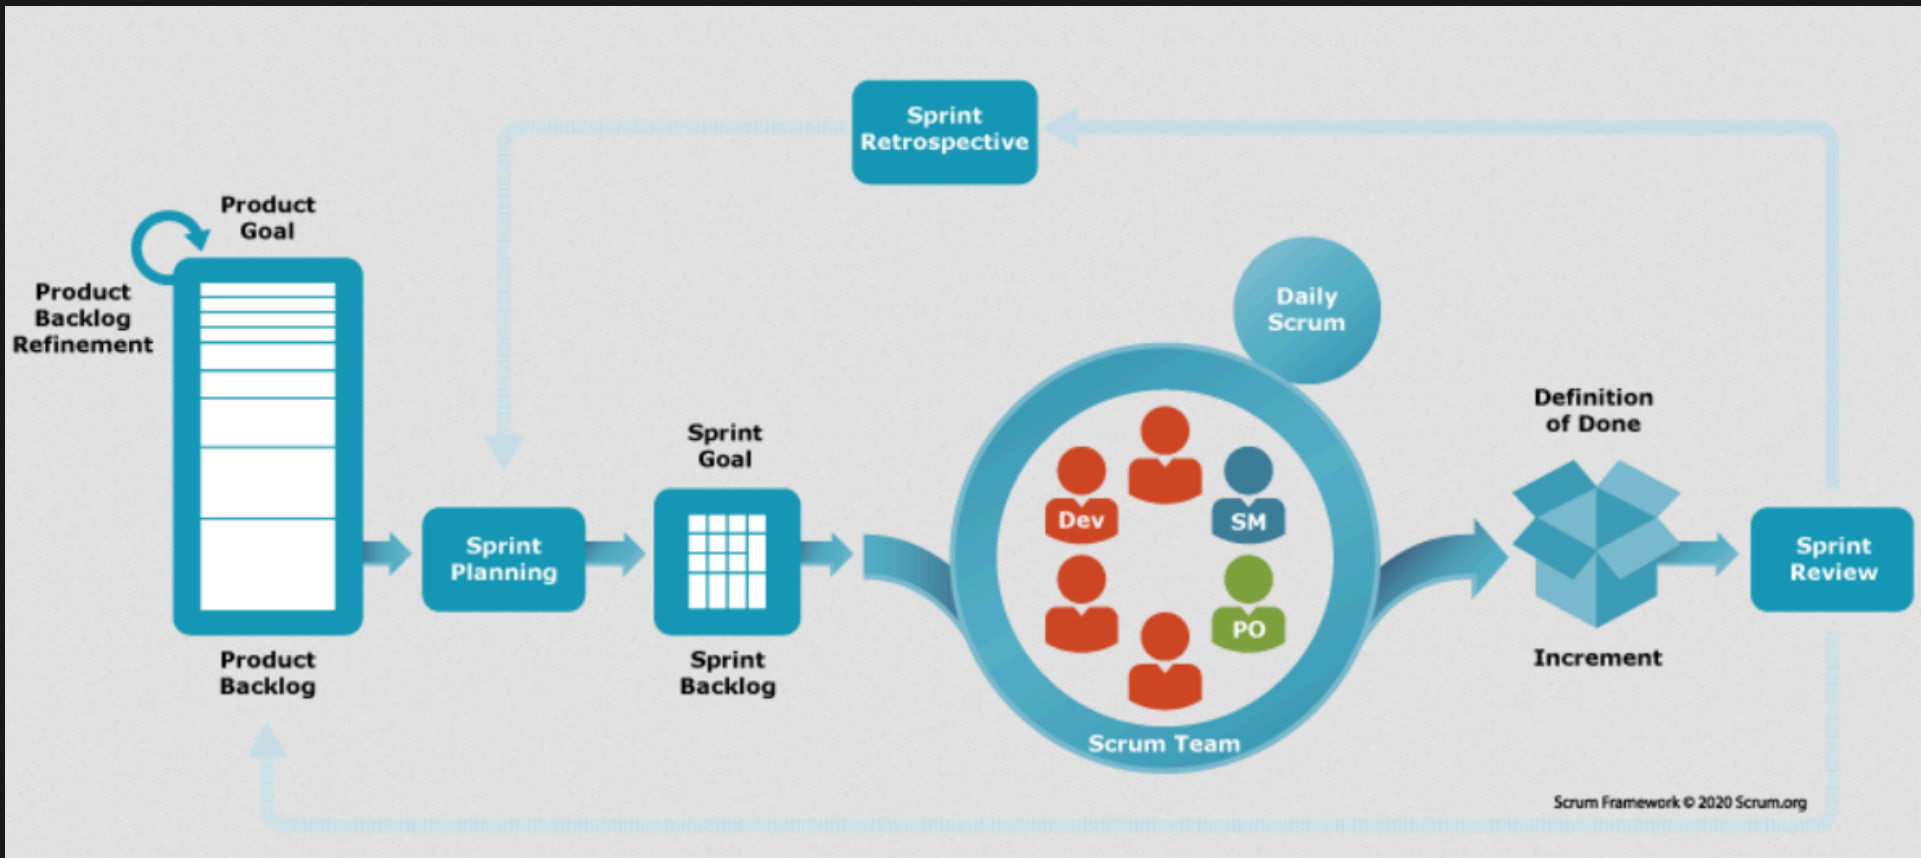 Sprint
Retrospective
Product
Goal
Product
Backlog
Refinement
Daily
Scrum
Definition
of Done
Sprint
Goal
Dev
SM
Sprint
Planning
Sprint
Review
PO
Product
Backlog
Sprint
Backlog
Increment
Scrum Team
Scrum Framework © 2020 Scrum.org